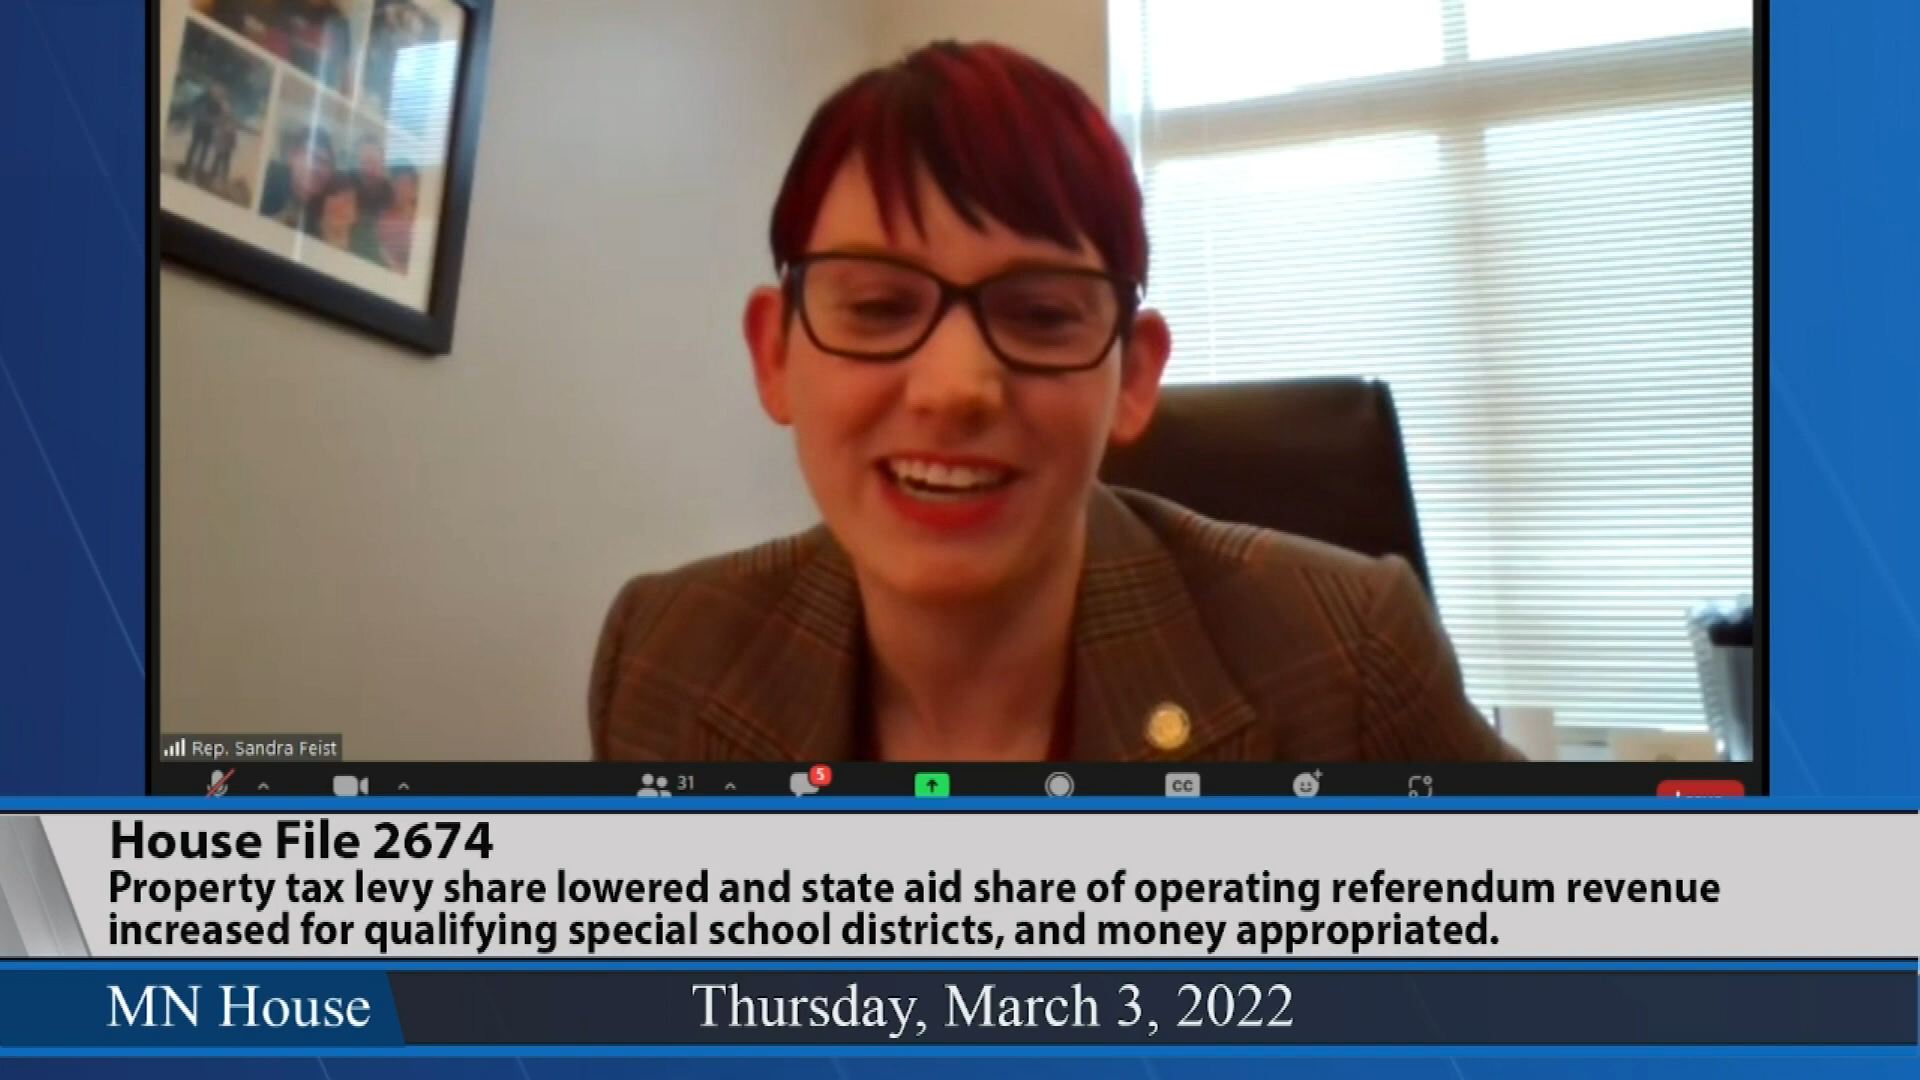 Rep. Sandra Feist
31
5
CC
House File 2674
Property tax levy share lowered and state aid share of operating referendum revenue
increased for qualifying special school districts, and money appropriated.
MN House
Thursday, March 3, 2022